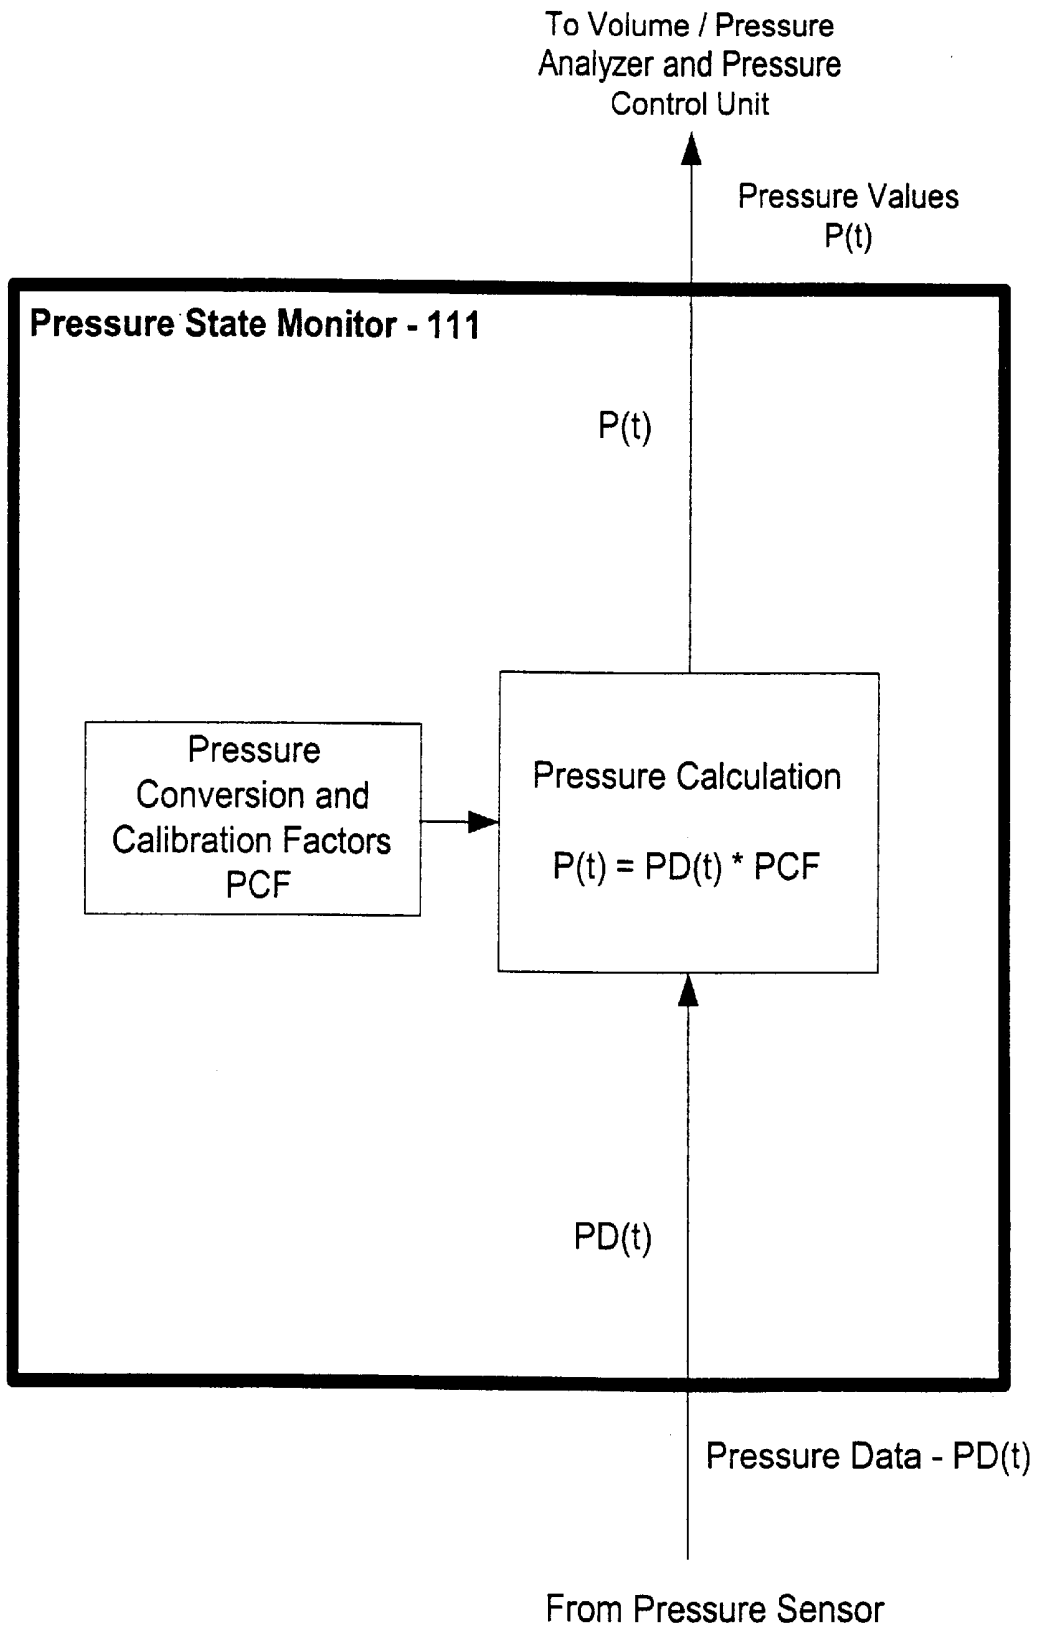 To Volume / Pressure
Analyzer and Pressure
Control Unit
Pressure Values
P(t)
Pressure State Monitor - 111
P(t)
Pressure
Conversion and
Calibration Factors
PCF
Pressure Calculation
P(t) = PD(t) * PCF
PD(t)
Pressure Data - PD(t)
From Pressure Sensor